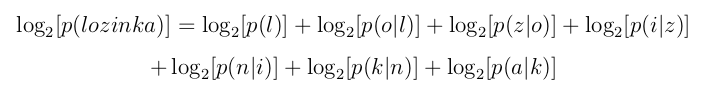 log₂[p(lozinka)] = log₂[p(l)] + log₂[p(o|l)] + log₂[p(z|o)] + log₂[p(i|z)]
+ log₂[p(n|i)] + log₂[p(k|n)] + log₂[p(a|k)]